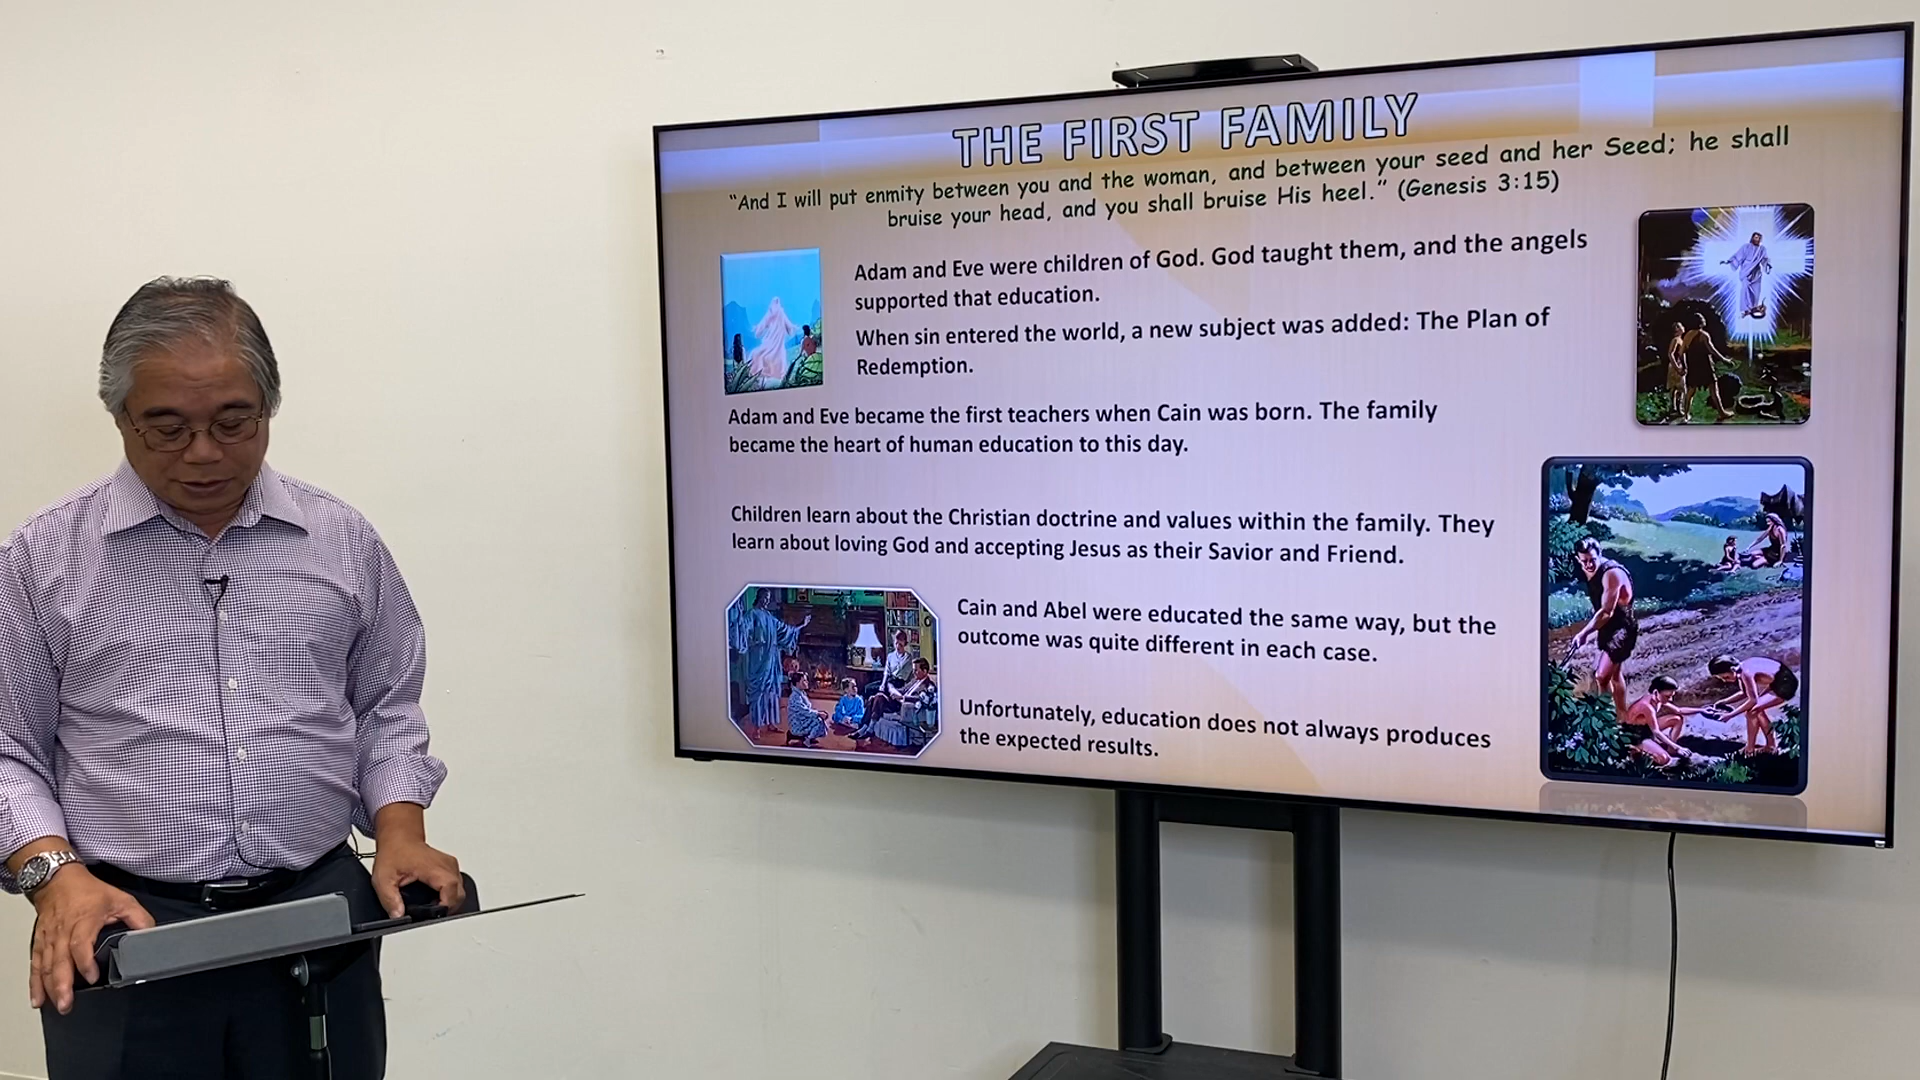 THE FIRST FAMILY
“And I will put enmity between you and the woman, and between your seed and her Seed; he shall
bruise your head, and you shall bruise His heel.” (Genesis 3:15)
Adam and Eve were children of God. God taught them, and the angels
supported that education.
When sin entered the world, a new subject was added: The Plan of
Redemption.
Adam and Eve became the first teachers when Cain was born. The family
became the heart of human education to this day.
Children learn about the Christian doctrine and values within the family. They
learn about loving God and accepting Jesus as their Savior and Friend.
Cain and Abel were educated the same way, but the
outcome was quite different in each case.
Unfortunately, education does not always produces
the expected results.